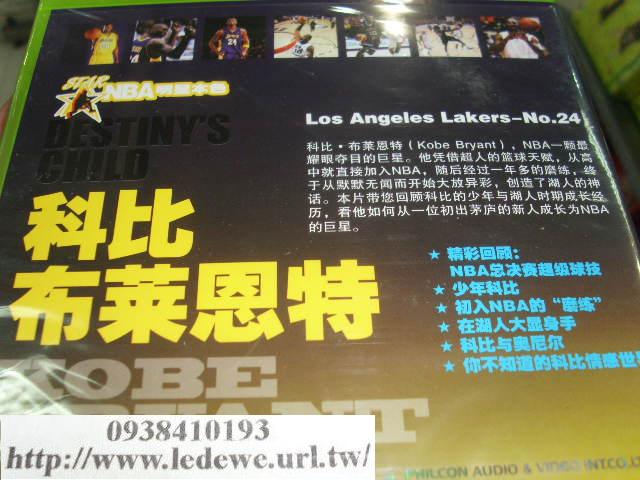 STAR NBA明星本色
DESTINY'S
CHILD
科比
布莱恩特
KOBE
BRYANT
Los Angeles Lakers-No.24
科比·布莱恩特（Kobe Bryant），NBA一颗最
耀眼夺目的巨星。他凭借超人的篮球天赋，从高
中就直接加入NBA，随后经过一年多的磨练，终
于从默默无闻而开始大放异彩，创造了湖人的神
话。本片带您回顾科比的少年与湖人时期成长经
历，看他如何从一位初出茅庐的新人成长为NBA
的巨星。
★ 精彩回顾：
NBA总决赛超级球技
★ 少年科比
★ 初入NBA的“磨练”
★ 在湖人大显身手
★ 科比与奥尼尔
★ 你不知道的科比情感世
PHILCON AUDIO & VIDEO INTCO.LT
0938410193
http://www.ledewe.url.tw/